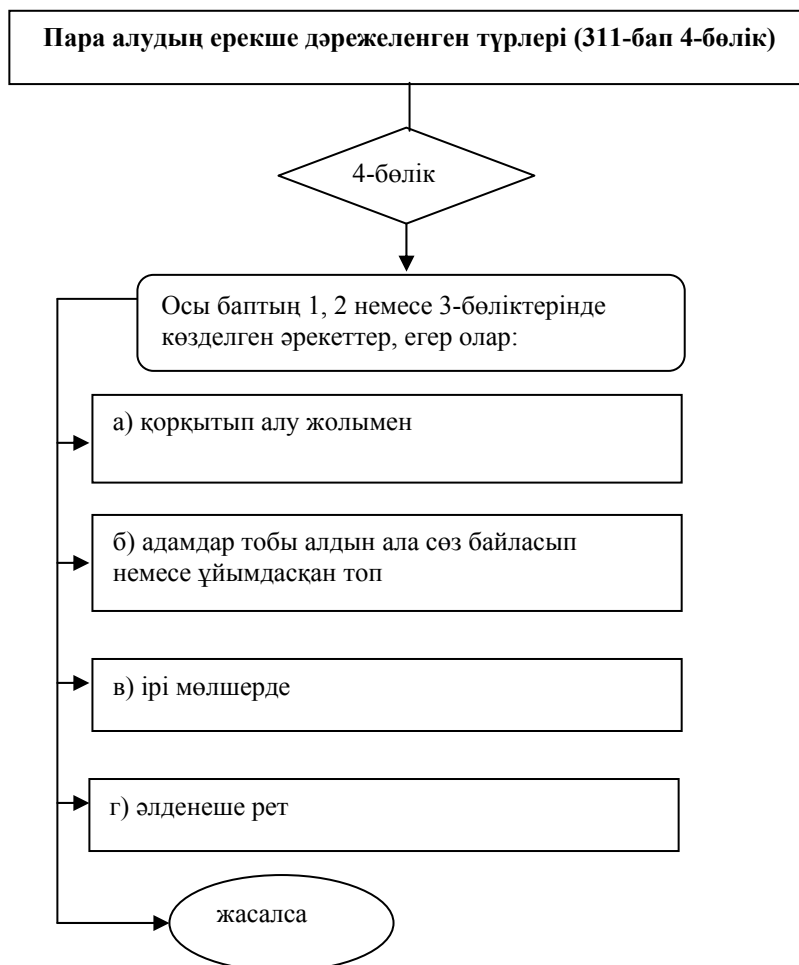 Пара алудың ерекше дәрежеленген түрлері (311-бап 4-бөлік)
4-бөлік
Осы баптың 1, 2 немесе 3-бөліктерінде
көзделген әрекеттер, егер олар:
а) қорқытып алу жолымен
б) адамдар тобы алдын ала сөз байласып
немесе ұйымдасқан топ
в) ірі мөлшерде
г) әлденеше рет
жасалса